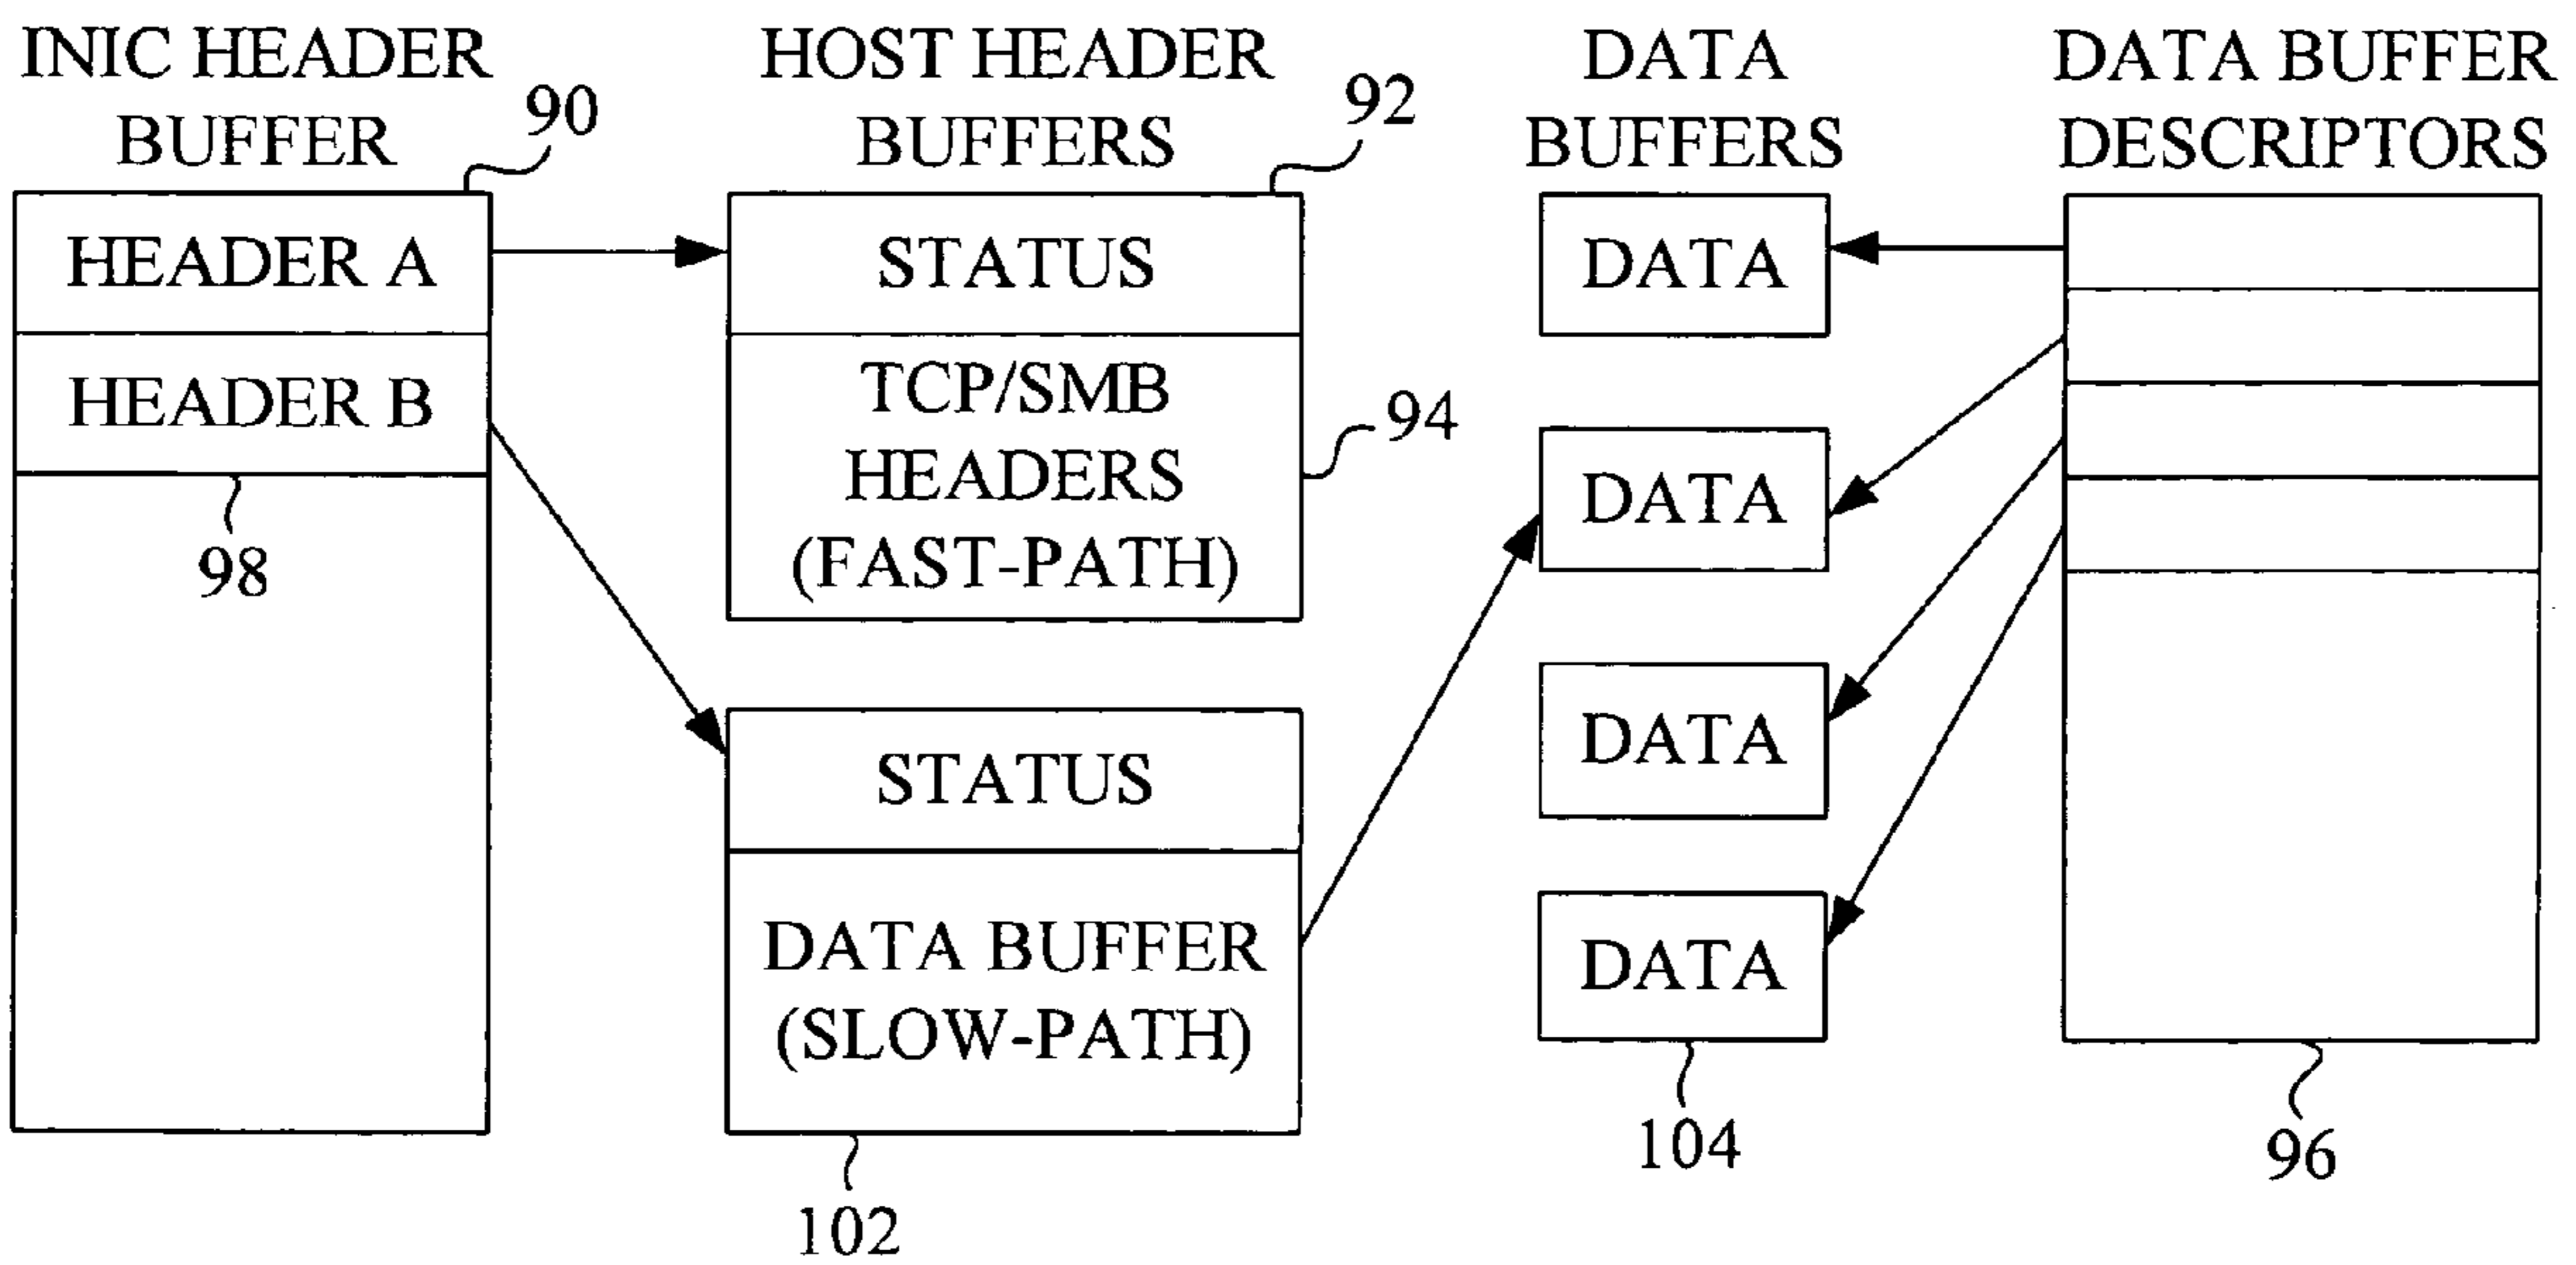 INIC HEADER
BUFFER
90
HEADER A
HEADER B
98
HOST HEADER
BUFFERS
92
STATUS
TCP/SMB
HEADERS
(FAST-PATH)
94
STATUS
DATA BUFFER
(SLOW-PATH)
102
DATA
BUFFERS
DATA
DATA
DATA
DATA
104
DATA BUFFER
DESCRIPTORS
96